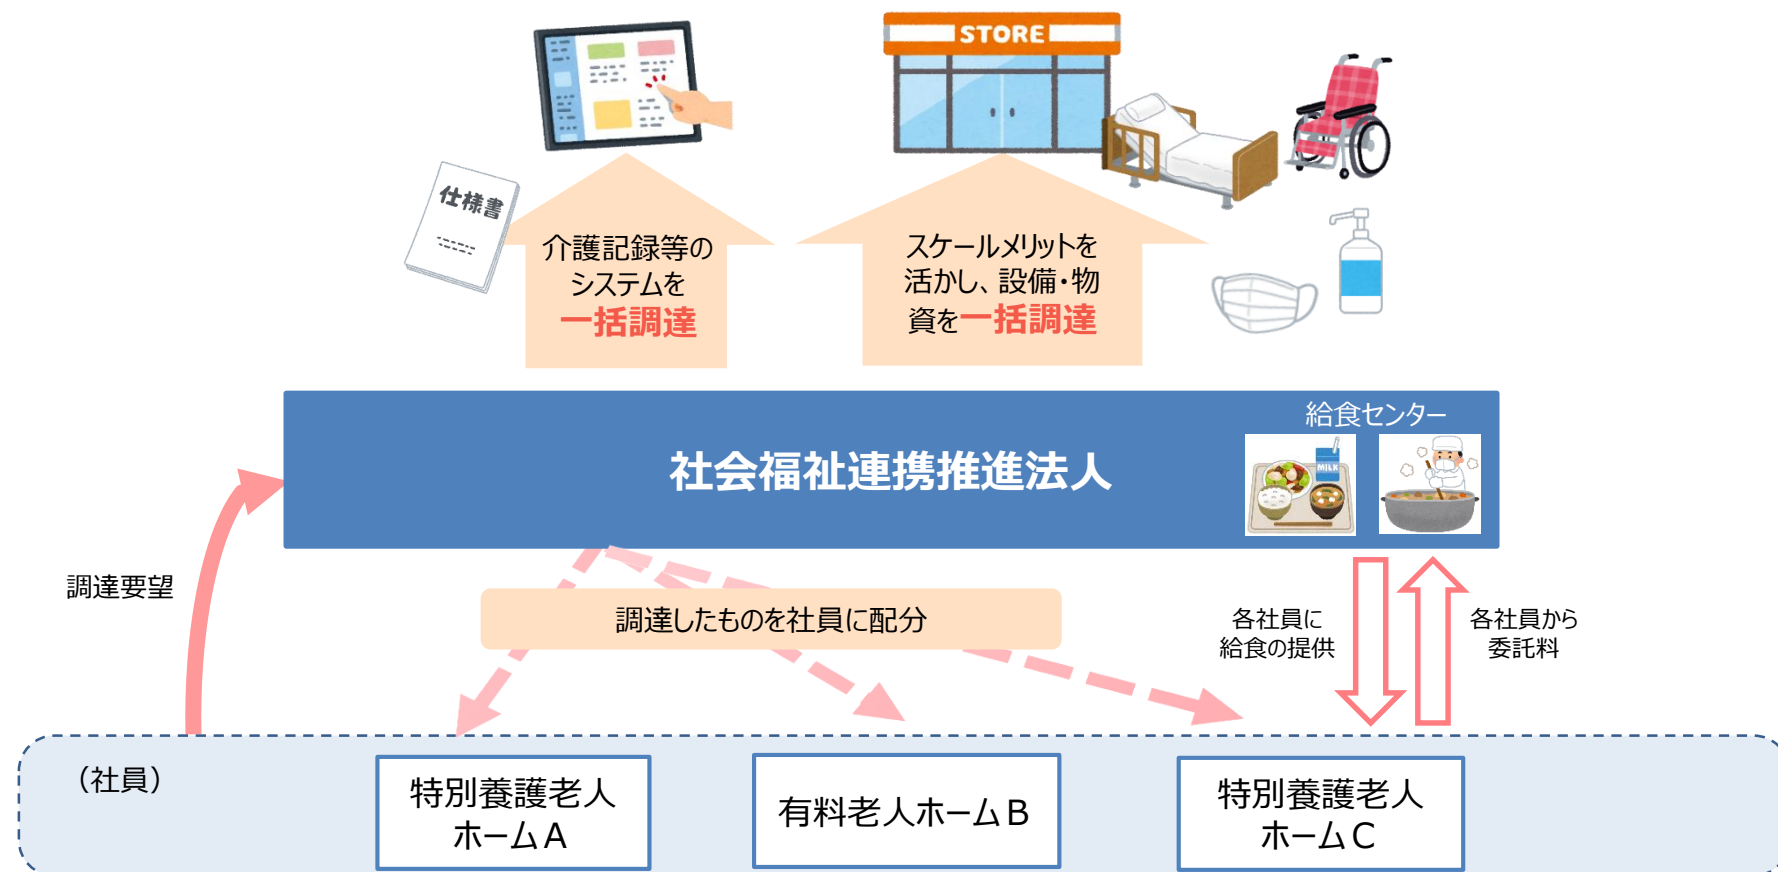 STORE
仕様書
介護記録等の
システムを
一括調達
スケールメリットを
活かし、設備・物
資を一括調達
給食センター
MILK
社会福祉連携推進法人
調達要望
調達したものを社員に配分
各社員に
給食の提供
各社員から
委託料
（社員）
特別養護老人
ホームA
有料老人ホームB
特別養護老人
ホームC